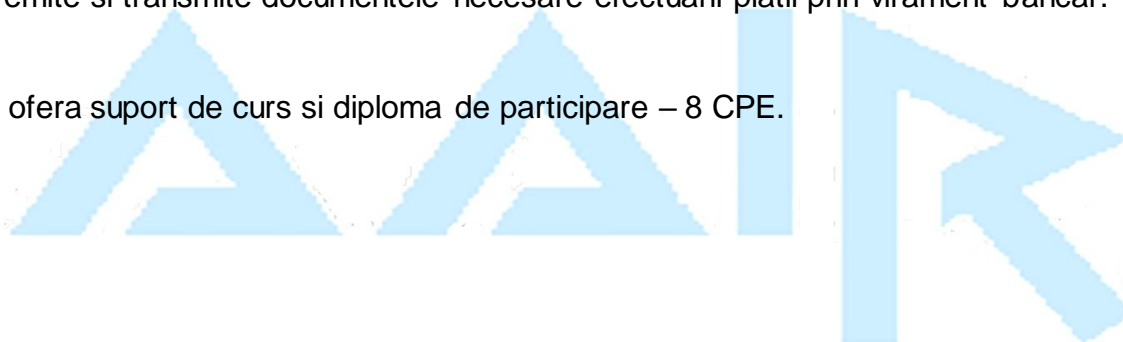 emite si transmite documentele necesare efectuarii platii prin virament bancar.
ofera suport de curs si diploma de participare – 8 CPE.
AAIR